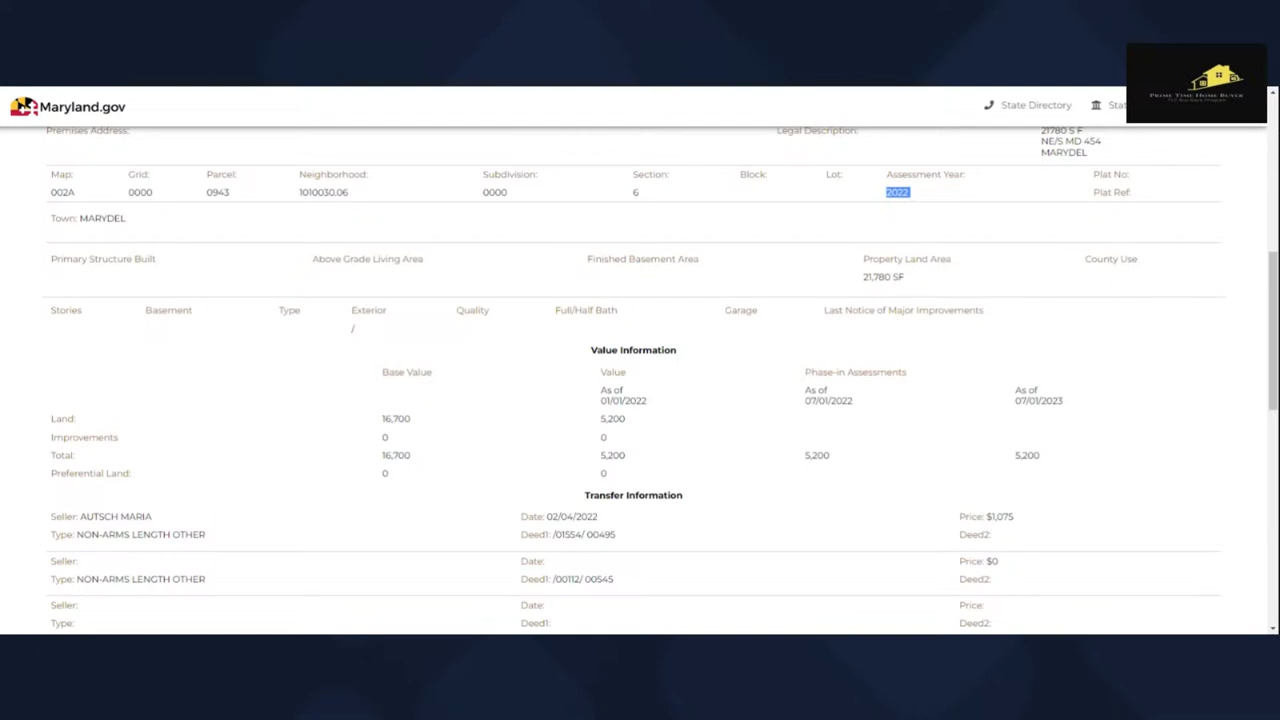 Maryland.gov
State Directory
PRIME TIME HOME BUYER
Premises Address: Legal Description: 21780 S F
NE/S MD 454
MARYDEL
Map: Grid: Parcel: Neighborhood: Subdivision: Section: Block: Lot: Assessment Year: Plat No:
002A 0000 0943 1010030.06 0000 6 2022 Plat Ref:
Town: MARYDEL
Primary Structure Built Above Grade Living Area Finished Basement Area Property Land Area County Use
21,780 SF
Stories Basement Type Exterior Quality Full/Half Bath Garage Last Notice of Major Improvements
/
Value Information
Base Value Value Phase-in Assessments
As of As of As of
01/01/2022 07/01/2022 07/01/2023
Land: 16,700 5,200
Improvements 0 0
Total: 16,700 5,200 5,200 5,200
Preferential Land: 0 0
Transfer Information
Seller: AUTSCH MARIA Date: 02/04/2022 Price: $1,075
Type: NON-ARMS LENGTH OTHER Deed1: /01554/ 00495 Deed2:
Seller: Date: Price: $0
Type: NON-ARMS LENGTH OTHER Deed1: /00112/ 00545 Deed2:
Seller: Date: Price:
Type: Deed1: Deed2: